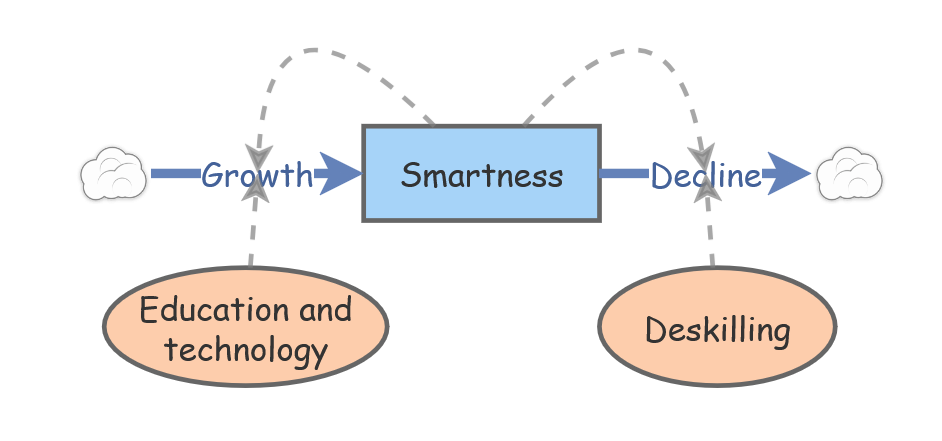 Growth
Smartness
Decline
Education and
technology
Deskilling